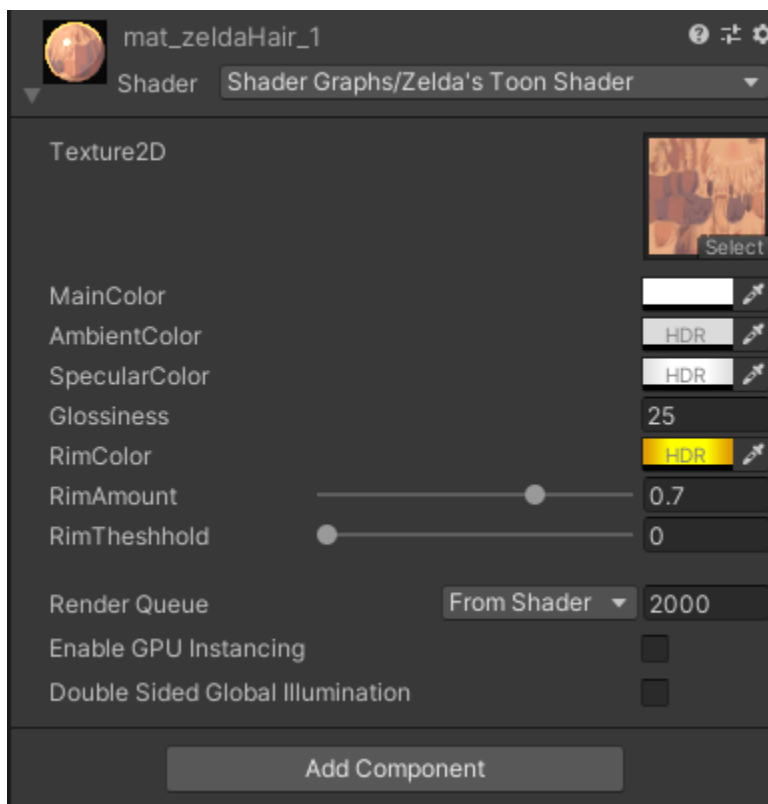 mat_zeldaHair_1
Shader Shader Graphs/Zelda's Toon Shader
Texture2D
Select
MainColor
AmbientColor HDR
SpecularColor HDR
Glossiness 25
RimColor HDR
RimAmount 0.7
RimTheshhold 0
Render Queue From Shader 2000
Enable GPU Instancing
Double Sided Global Illumination
Add Component